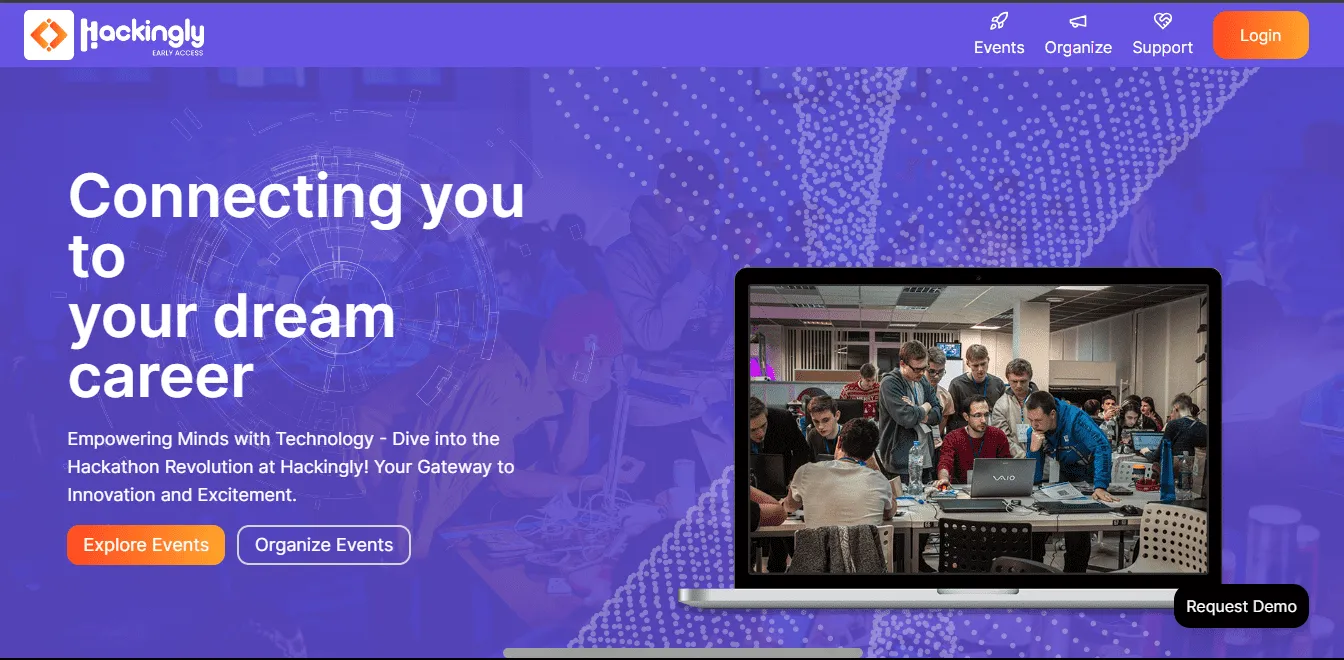 Hackingly
EARLY ACCESS
Events
Organize
Support
Login
Connecting you
to
your dream
career
Empowering Minds with Technology - Dive into the
Hackathon Revolution at Hackingly! Your Gateway to
Innovation and Excitement.
Explore Events
Organize Events
VAIO
Request Demo